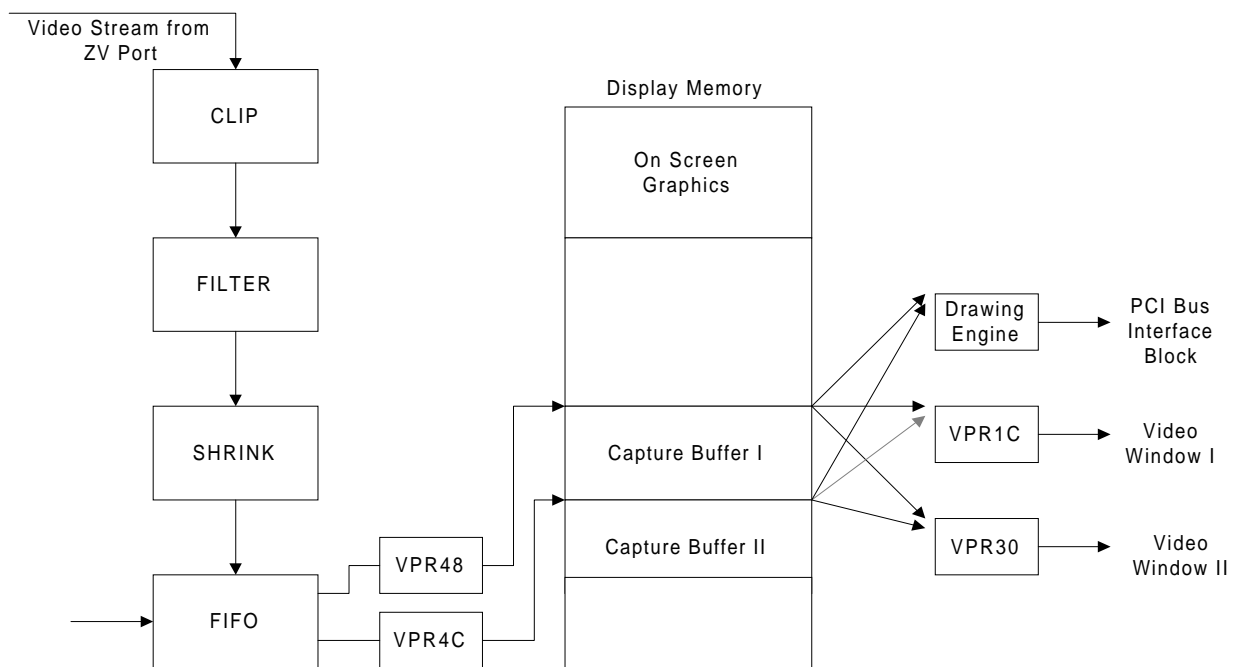 Video Stream from
ZV Port
CLIP
FILTER
SHRINK
FIFO
VPR48
VPR4C
Display Memory
On Screen
Graphics
Capture Buffer I
Capture Buffer II
Drawing
Engine
PCI Bus
Interface
Block
VPR1C
Video
Window I
VPR30
Video
Window II